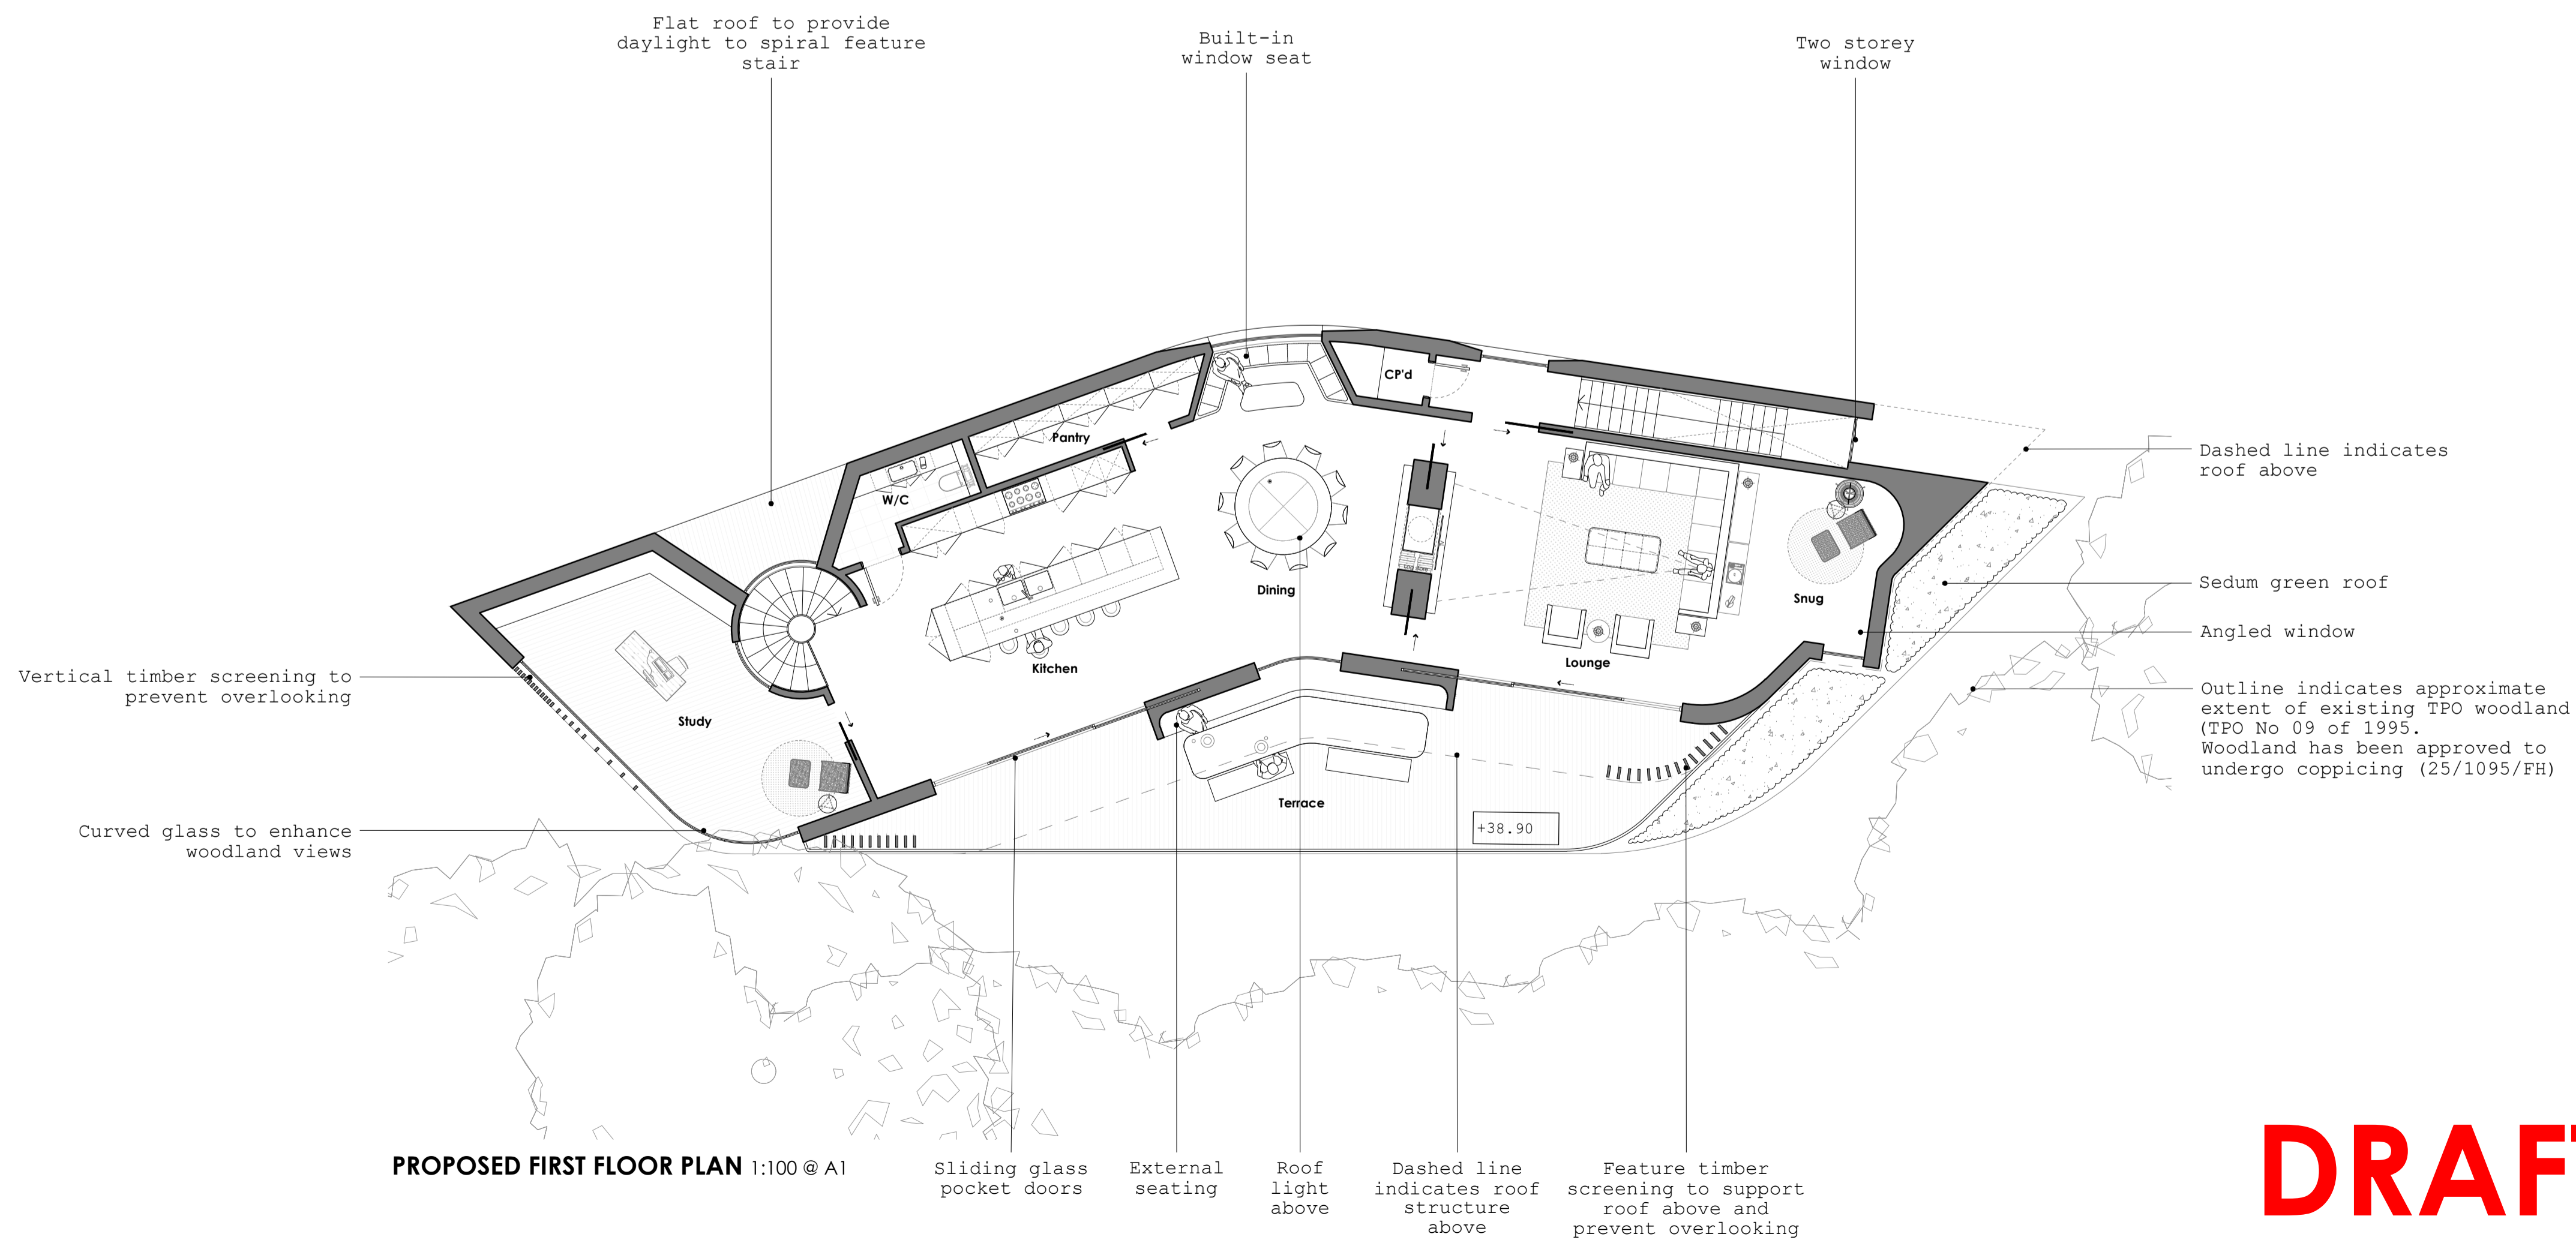 Flat roof to provide
daylight to spiral feature
stair
Built-in
window seat
Two storey
window
CP'd
Pantry
W/C
Dashed line indicates
roof above
Dining
Sedum green roof
Snug
Angled window
Kitchen
Lounge
Vertical timber screening to
prevent overlooking
Study
Outline indicates approximate
extent of existing TPO woodland
(TPO No 09 of 1995.
Woodland has been approved to
undergo coppicing (25/1095/FH)
Terrace
+38.90
Curved glass to enhance
woodland views
PROPOSED FIRST FLOOR PLAN 1:100 @ A1
Sliding glass
pocket doors
External
seating
Roof
light
above
Dashed line
indicates roof
structure
above
Feature timber
screening to support
roof above and
prevent overlooking
DRAF